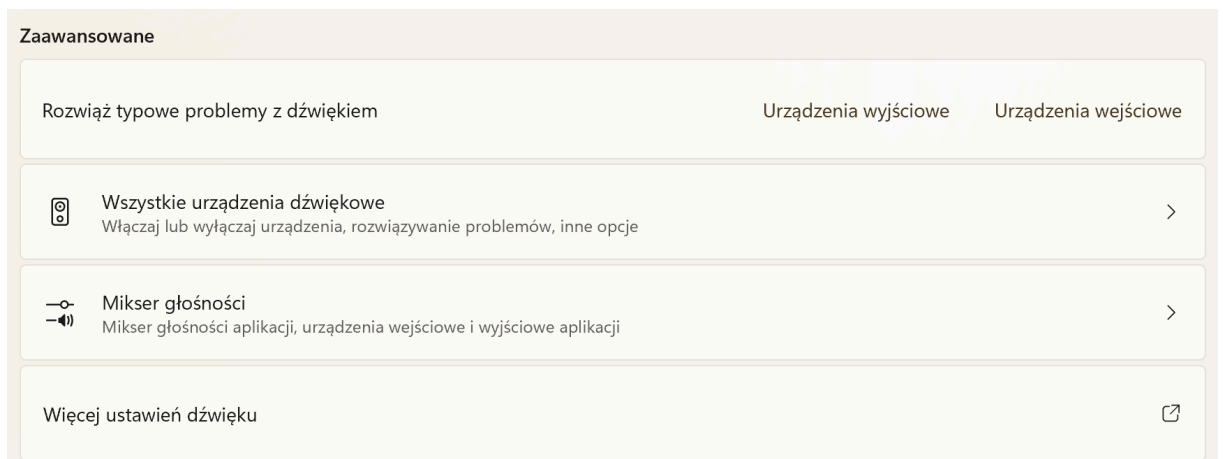 Zaawansowane
Rozwiąż typowe problemy z dźwiękiem
Urządzenia wyjściowe
Urządzenia wejściowe
Wszystkie urządzenia dźwiękowe
Włączaj lub wyłączaj urządzenia, rozwiązywanie problemów, inne opcje
Mikser głośności
Mikser głośności aplikacji, urządzenia wejściowe i wyjściowe aplikacji
Więcej ustawień dźwięku